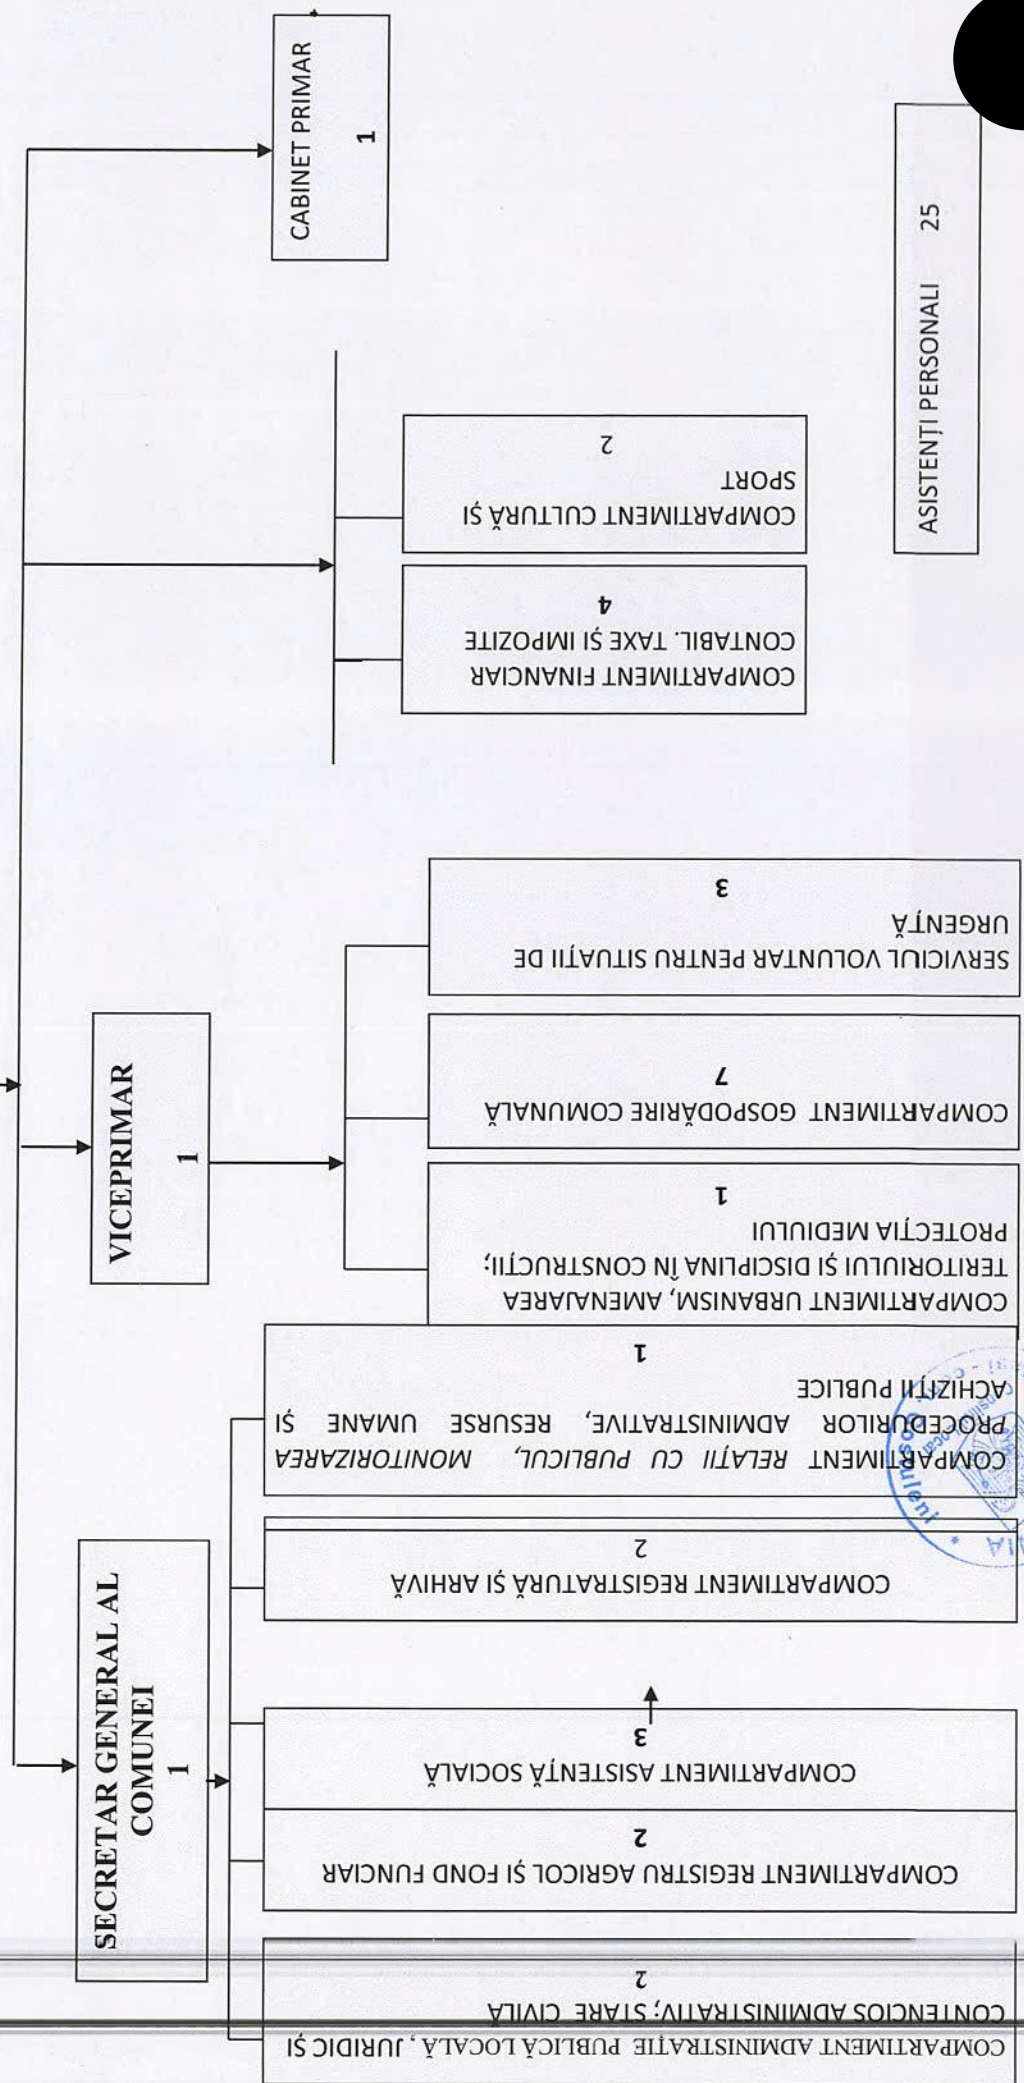 SECRETAR GENERAL AL
COMUNEI
1
VICEPRIMAR
1
CABINET PRIMAR
1
COMPARTIMENT ADMINISTRAȚIE PUBLICĂ LOCALĂ, JURIDIC ȘI
CONTENCIOS ADMINISTRATIV; STARE CIVILĂ
2
COMPARTIMENT REGISTRU AGRICOL ȘI FOND FUNCIAR
2
COMPARTIMENT ASISTENȚĂ SOCIALĂ
3
COMPARTIMENT REGISTRATURĂ ȘI ARHIVĂ
2
COMPARTIMENT RELAȚII CU PUBLICUL, MONITORIZAREA
PROCEDURILOR ADMINISTRATIVE, RESURSE UMANE ȘI
ACHIZIȚII PUBLICE
1
COMPARTIMENT URBANISM, AMENAJAREA
TERITORIULUI ȘI DISCIPLINA ÎN CONSTRUCȚII;
PROTECȚIA MEDIULUI
1
COMPARTIMENT GOSPODĂRIRE COMUNALĂ
7
SERVICIUL VOLUNTAR PENTRU SITUAȚII DE
URGENȚĂ
3
COMPARTIMENT FINANCIAR
CONTABIL. TAXE ȘI IMPOZITE
4
COMPARTIMENT CULTURĂ ȘI
SPORT
2
ASISTENȚI PERSONALI 25